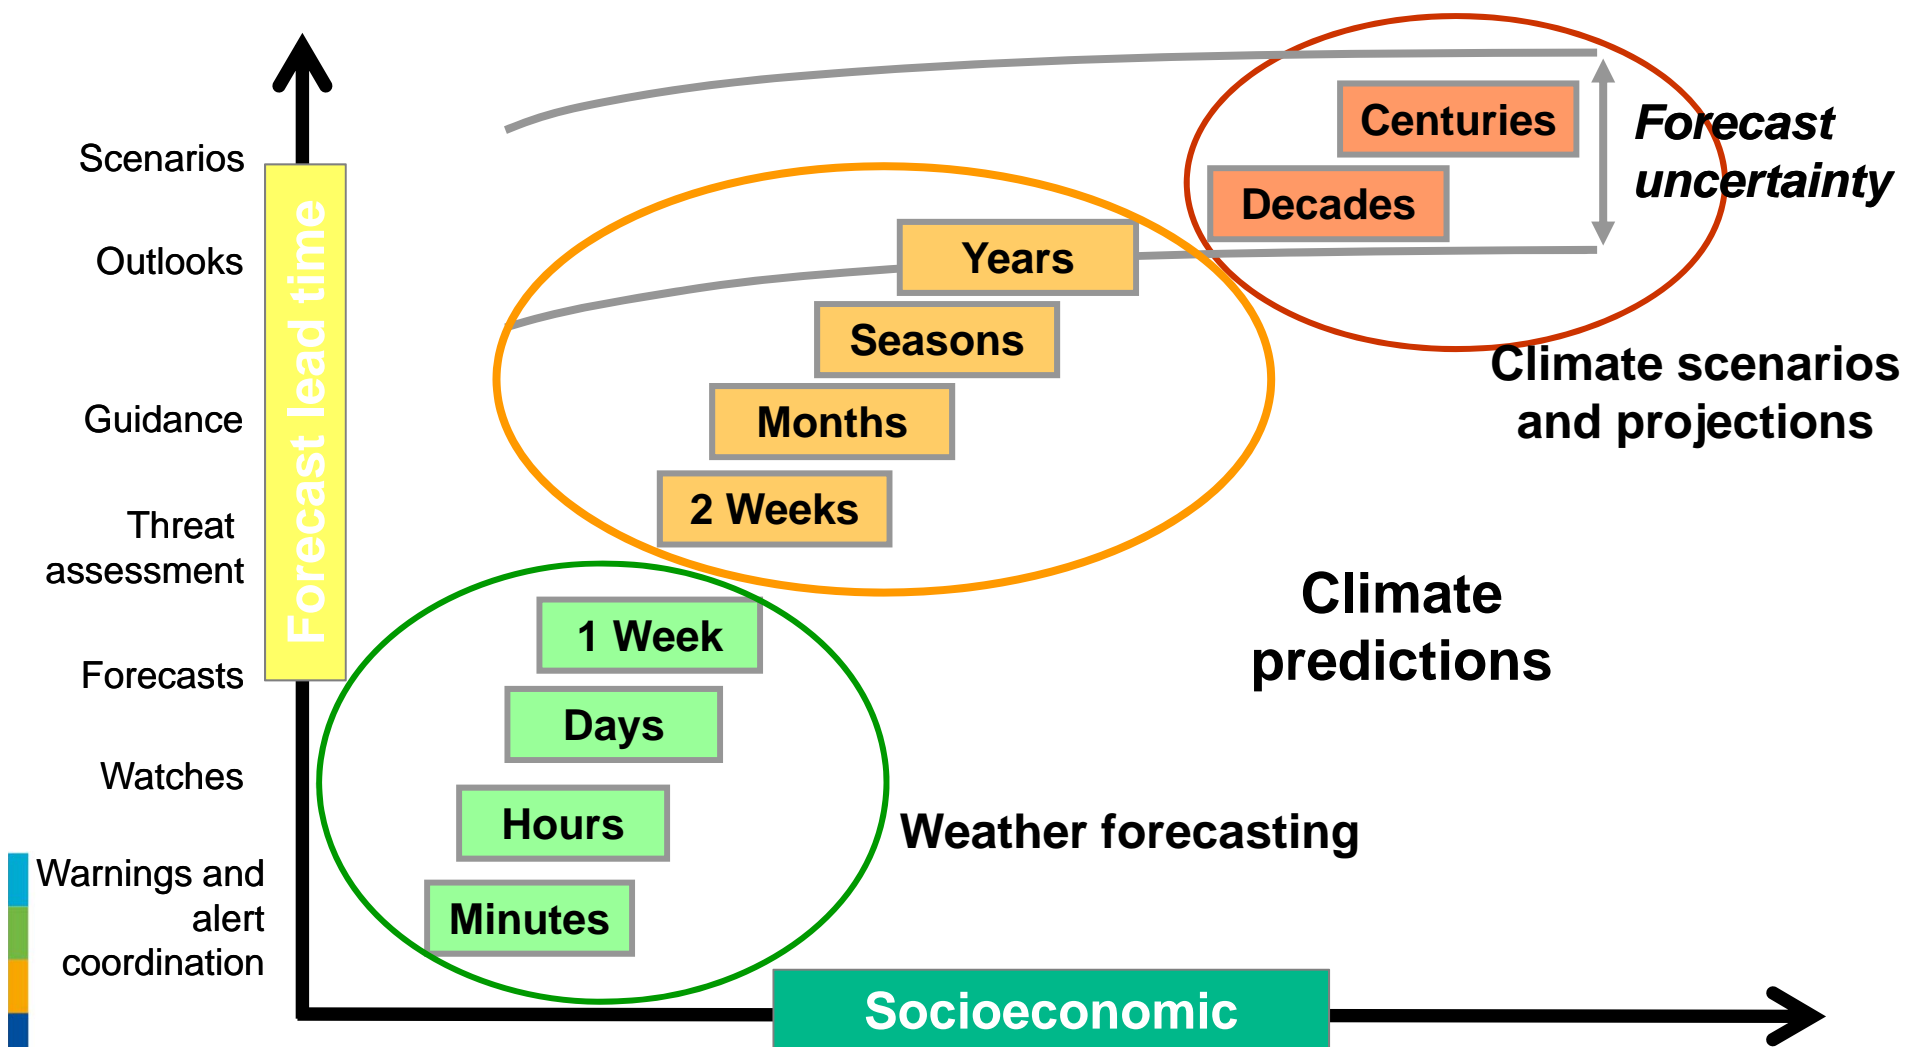 Centuries
Forecast
uncertainty
Scenarios
Decades
Outlooks
Years
Forecast lead time
Seasons
Climate scenarios
and projections
Guidance
Months
2 Weeks
Threat
assessment
Climate
predictions
1 Week
Forecasts
Days
Watches
Hours
Weather forecasting
Warnings and
alert
coordination
Minutes
Socioeconomic